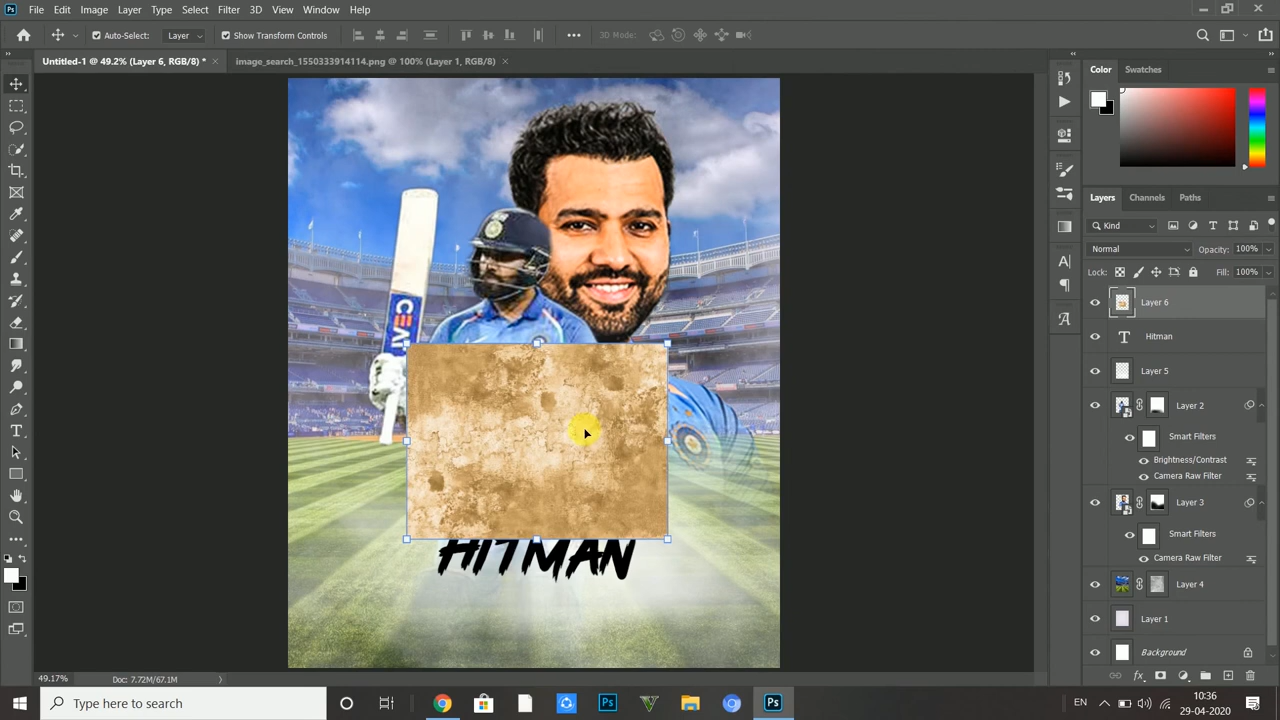 Ps File Edit Image Layer Type Select Filter 3D View Window Help
Auto-Select: Layer Show Transform Controls 3D Mode:
Untitled-1 @ 49.2% (Layer 6, RGB/8) * × image_search_1550333914114.png @ 100% (Layer 1, RGB/8) ×
Color Swatches
Layers Channels Paths
Kind
Normal Opacity: 100%
Lock: Fill: 100%
Layer 6
Hitman
Layer 5
Layer 2
Smart Filters
Brightness/Contrast
Camera Raw Filter
Layer 3
Smart Filters
Camera Raw Filter
Layer 4
Layer 1
Background
CEAT
HITMAN
49.17% Doc: 7.72M/67.1M
Type here to search
Ps Ps
EN 10:36
29-04-2020